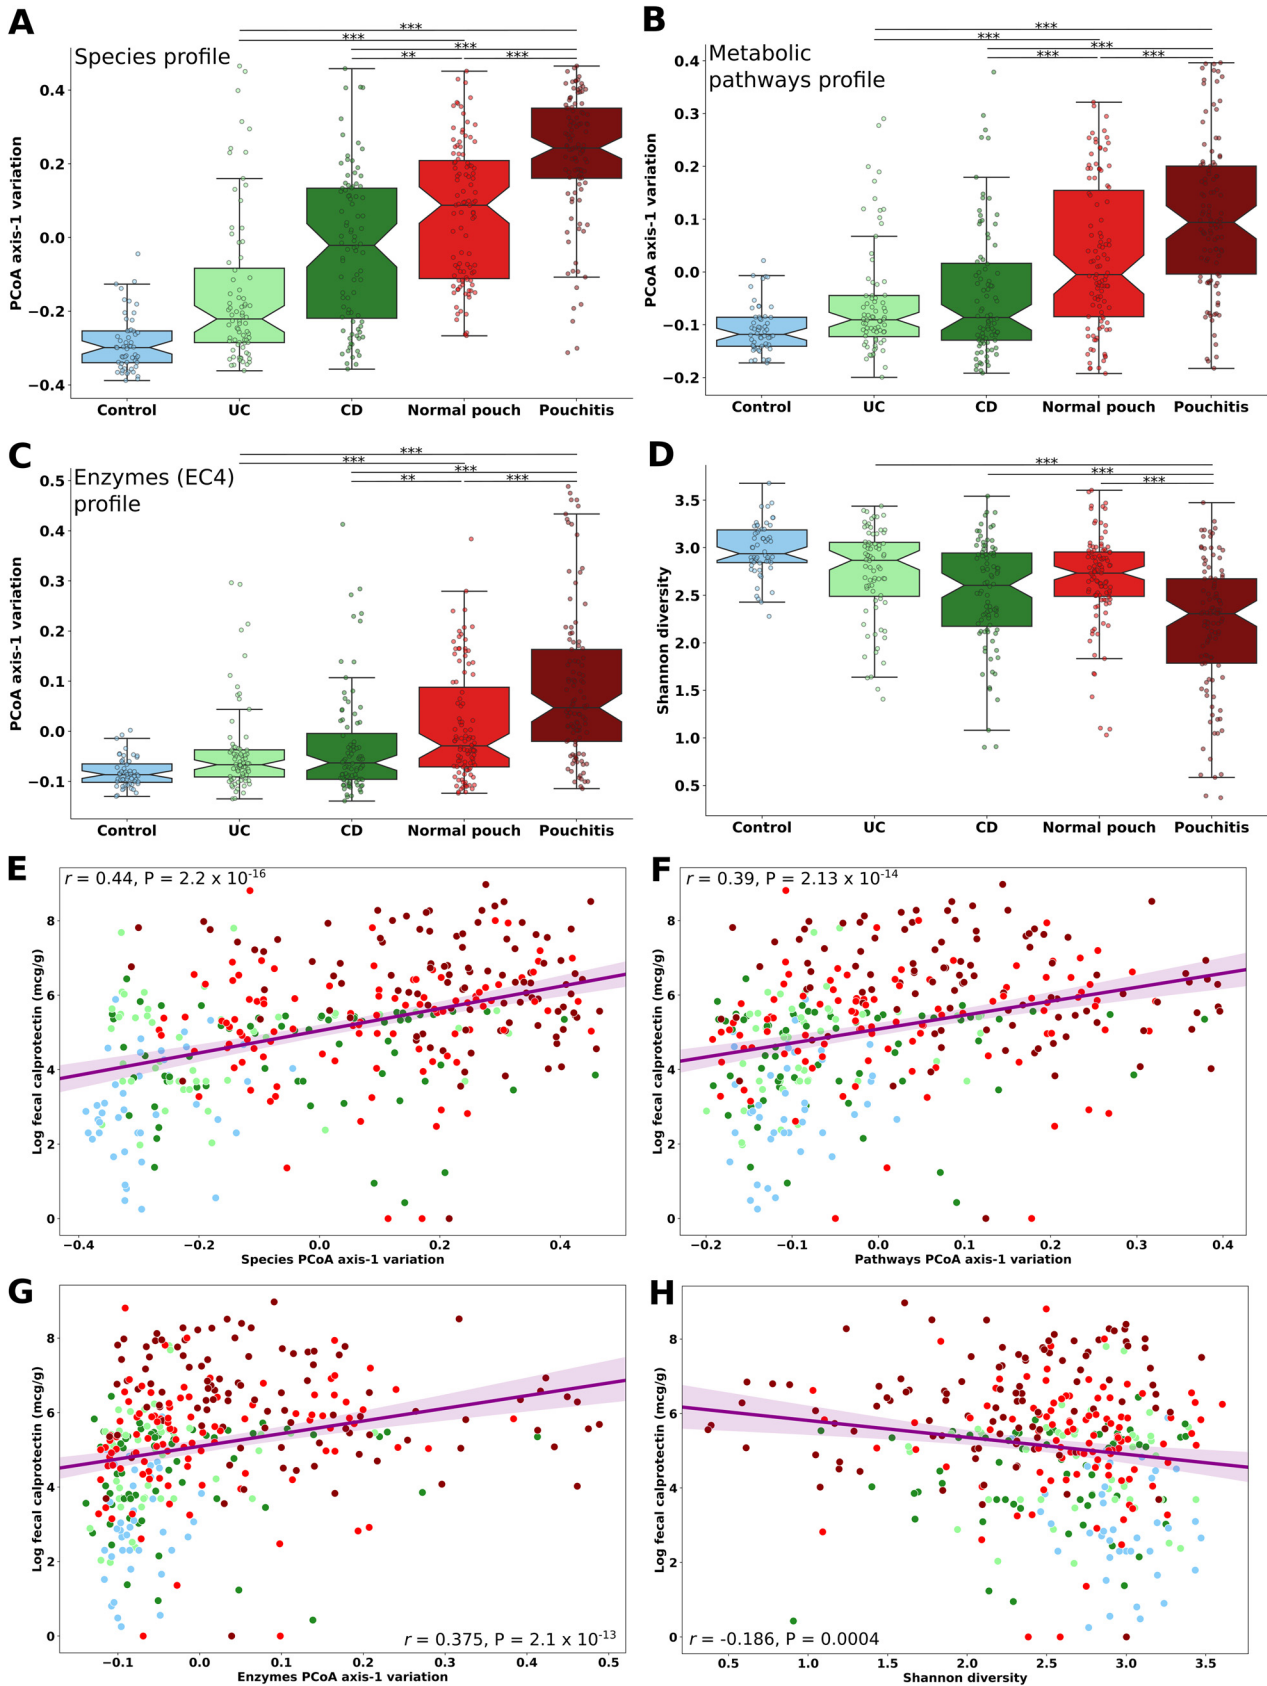 A
Species profile
***
***
***
** ***
PCoA axis-1 variation
0.4
0.2
0.0
−0.2
−0.4
Control UC CD Normal pouch Pouchitis
B
Metabolic
pathways profile
***
***
***
*** ***
PCoA axis-1 variation
0.4
0.3
0.2
0.1
0.0
−0.1
−0.2
Control UC CD Normal pouch Pouchitis
C
Enzymes (EC4)
profile
***
***
***
** ***
PCoA axis-1 variation
0.5
0.4
0.3
0.2
0.1
0.0
−0.1
Control UC CD Normal pouch Pouchitis
D
***
***
***
Shannon diversity
3.5
3.0
2.5
2.0
1.5
1.0
0.5
Control UC CD Normal pouch Pouchitis
E
r = 0.44, P = 2.2 x 10-16
Log fecal calprotectin (mcg/g)
8
6
4
2
0
−0.4 −0.2 0.0 0.2 0.4
Species PCoA axis-1 variation
F
r = 0.39, P = 2.13 x 10-14
Log fecal calprotectin (mcg/g)
8
6
4
2
0
−0.2 −0.1 0.0 0.1 0.2 0.3 0.4
Pathways PCoA axis-1 variation
G
Log fecal calprotectin (mcg/g)
8
6
4
2
0
r = 0.375, P = 2.1 x 10-13
−0.1 0.0 0.1 0.2 0.3 0.4 0.5
Enzymes PCoA axis-1 variation
H
Log fecal calprotectin (mcg/g)
8
6
4
2
0
r = -0.186, P = 0.0004
0.5 1.0 1.5 2.0 2.5 3.0 3.5
Shannon diversity